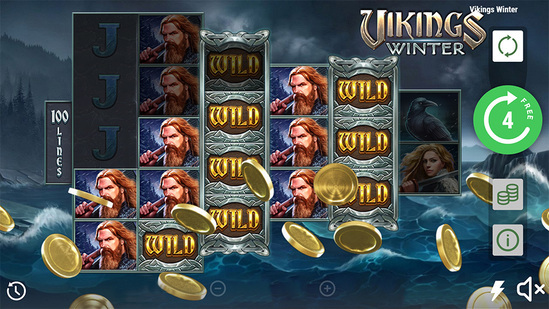 VIKINGS
WINTER
Vikings Winter
J
J
J
100
LINES
WILD
WILD
WILD
WILD
WILD
WILD
WILD
WILD
4
FREE
i